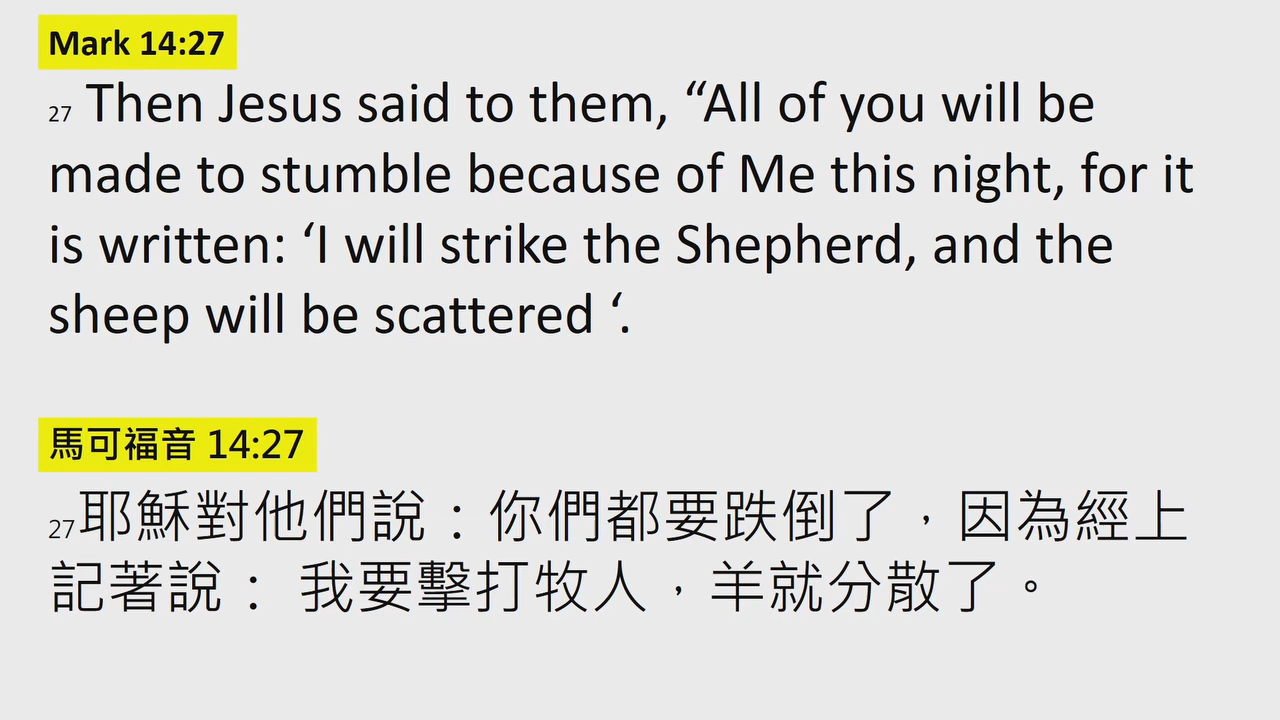 Mark 14:27
27 Then Jesus said to them, “All of you will be
made to stumble because of Me this night, for it
is written: ‘I will strike the Shepherd, and the
sheep will be scattered ‘.
馬可福音 14:27
27耶穌對他們說：你們都要跌倒了，因為經上
記著說： 我要擊打牧人，羊就分散了。